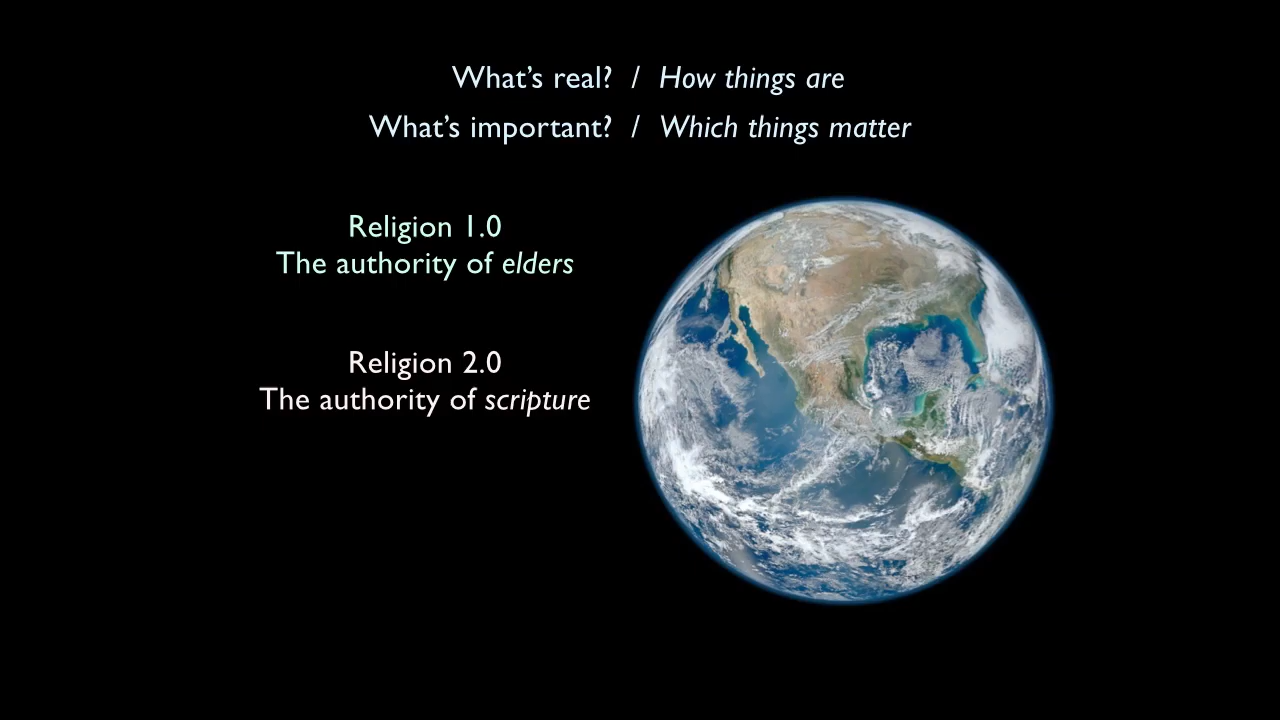 What’s real? / How things are
What’s important? / Which things matter
Religion 1.0
The authority of elders
Religion 2.0
The authority of scripture